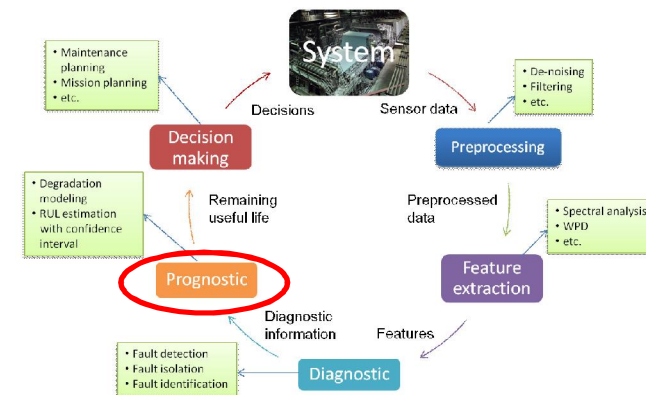 System
• Maintenance
planning
• Mission planning
• etc.
• De-noising
• Filtering
• etc.
Decisions
Sensor data
Decision
making
Preprocessing
• Degradation
modeling
• RUL estimation
with confidence
interval
Remaining
useful life
Preprocessed
data
• Spectral analysis
• WPD
• etc.
Prognostic
Feature
extraction
Diagnostic
information
Features
• Fault detection
• Fault isolation
• Fault identification
Diagnostic